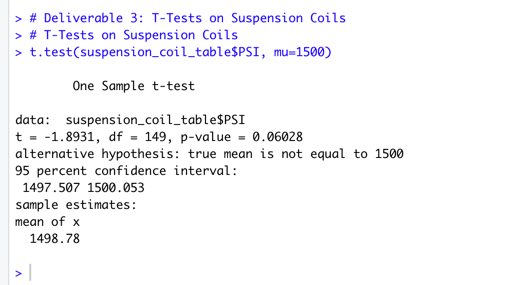 > # Deliverable 3: T-Tests on Suspension Coils
> # T-Tests on Suspension Coils
> t.test(suspension_coil_table$PSI, mu=1500)
One Sample t-test
data:  suspension_coil_table$PSI
t = -1.8931, df = 149, p-value = 0.06028
alternative hypothesis: true mean is not equal to 1500
95 percent confidence interval:
1497.507 1500.053
sample estimates:
mean of x
1498.78
>